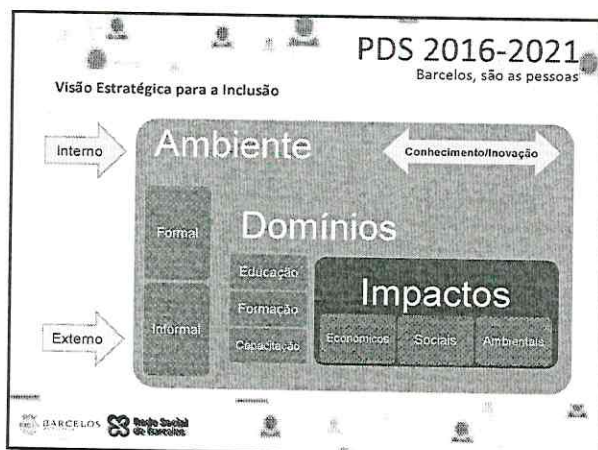 PDS 2016-2021
Barcelos, são as pessoas
Visão Estratégica para a Inclusão
Interno
Ambiente
Conhecimento/Inovação
Formal
Domínios
Educação
Impactos
Formação
Externo
Informal
Capacitação
Económicos
Sociais
Ambientais
BARCELOS
Rede Social
de Barcelos